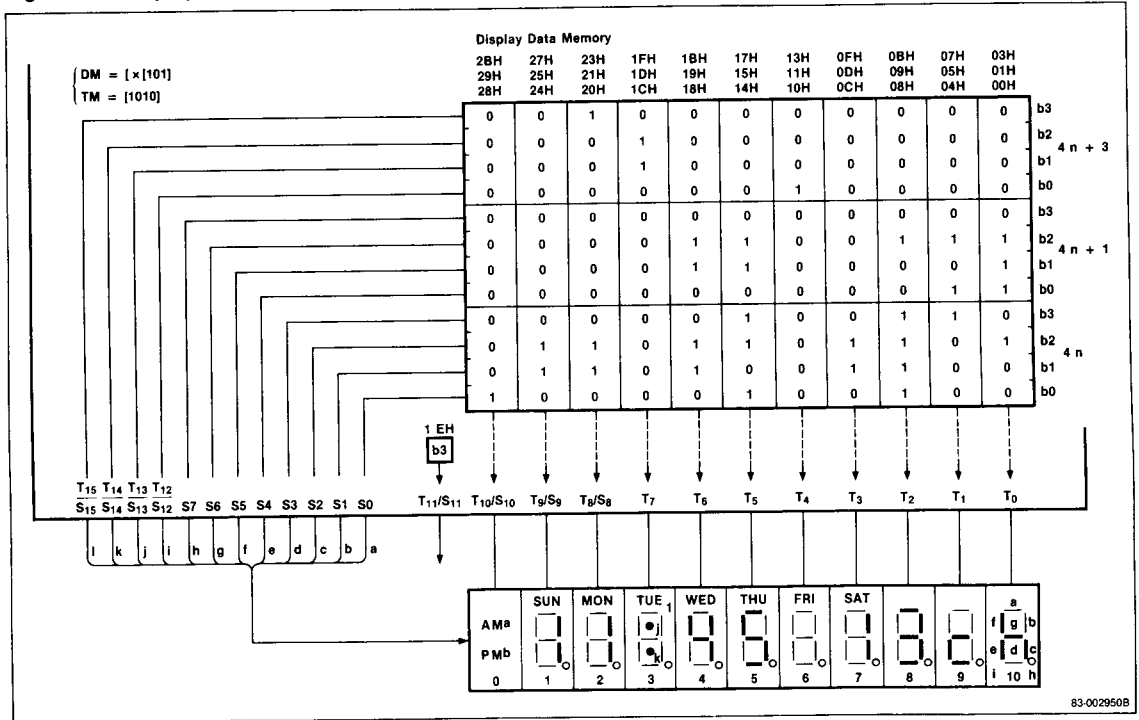 Display Data Memory
DM = [×[101]
TM = [1010]
2BH 27H 23H 1FH 1BH 17H 13H 0FH 0BH 07H 03H
29H 25H 21H 1DH 19H 15H 11H 0DH 09H 05H 01H
28H 24H 20H 1CH 18H 14H 10H 0CH 08H 04H 00H
0 0 1 0 0 0 0 0 0 0 0 b3
0 0 0 1 0 0 0 0 0 0 0 b2
4 n + 3
0 0 0 1 0 0 0 0 0 0 0 b1
0 0 0 0 0 0 1 0 0 0 0 b0
0 0 0 0 0 0 0 0 0 0 0 b3
0 0 0 0 1 1 0 0 1 1 1 b2
4 n + 1
0 0 0 0 1 1 0 0 0 0 1 b1
0 0 0 0 0 0 0 0 0 1 1 b0
0 0 0 0 0 1 0 0 1 1 0 b3
0 1 1 0 1 1 0 1 1 0 1 b2
4 n
0 1 1 0 1 0 0 1 1 0 0 b1
1 0 0 0 0 1 0 0 1 0 0 b0
1 EH
b3
T15 T14 T13 T12
S15 S14 S13 S12 S7 S6 S5 S4 S3 S2 S1 S0 T11/S11 T10/S10 T9/S9 T8/S8 T7 T6 T5 T4 T3 T2 T1 T0
l k j i h g f e d c b a
SUN MON TUE 1 WED THU FRI SAT
a
AMa j f g b
PMb k e d c
0 1 2 3 4 5 6 7 8 9 i 10 h
83-002950B